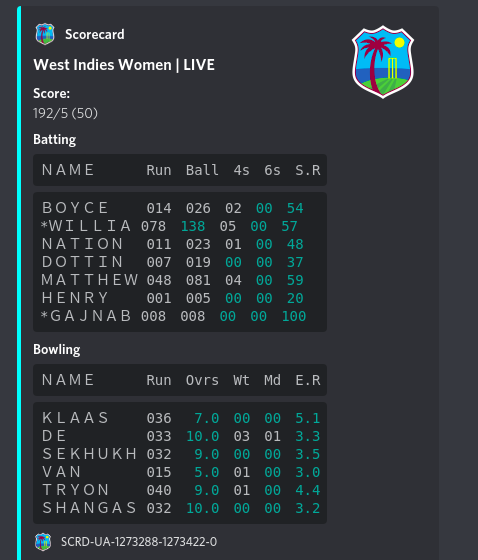 Scorecard
West Indies Women | LIVE
Score:
192/5 (50)
Batting
NAME Run Ball 4s 6s S.R
BOYCE 014 026 02 00 54
*WILLIA 078 138 05 00 57
NATION 011 023 01 00 48
DOTTIN 007 019 00 00 37
MATTHEW 048 081 04 00 59
HENRY 001 005 00 00 20
*GAJNAB 008 008 00 00 100
Bowling
NAME Run Ovrs Wt Md E.R
KLAAS 036 7.0 00 00 5.1
DE 033 10.0 03 01 3.3
SEKHUKH 032 9.0 00 00 3.5
VAN 015 5.0 01 00 3.0
TRYON 040 9.0 01 00 4.4
SHANGAS 032 10.0 00 00 3.2
SCRD-UA-1273288-1273422-0